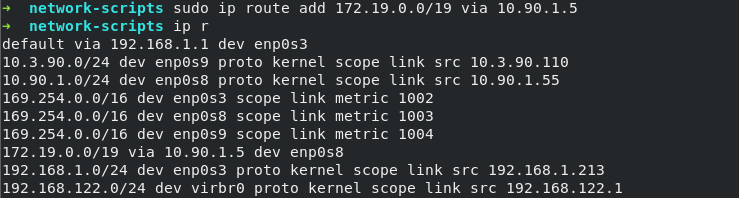 → network-scripts sudo ip route add 172.19.0.0/19 via 10.90.1.5
→ network-scripts ip r
default via 192.168.1.1 dev enp0s3
10.3.90.0/24 dev enp0s9 proto kernel scope link src 10.3.90.110
10.90.1.0/24 dev enp0s8 proto kernel scope link src 10.90.1.55
169.254.0.0/16 dev enp0s3 scope link metric 1002
169.254.0.0/16 dev enp0s8 scope link metric 1003
169.254.0.0/16 dev enp0s9 scope link metric 1004
172.19.0.0/19 via 10.90.1.5 dev enp0s8
192.168.1.0/24 dev enp0s3 proto kernel scope link src 192.168.1.213
192.168.122.0/24 dev virbr0 proto kernel scope link src 192.168.122.1